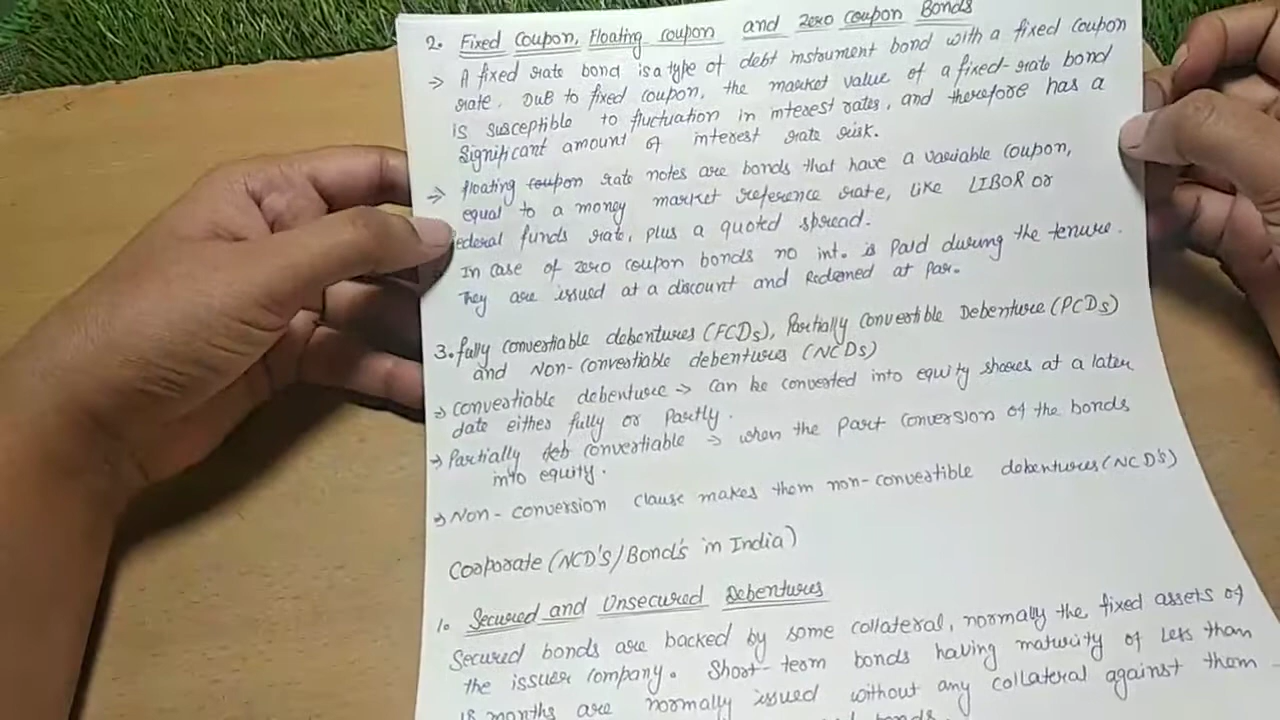 2. Fixed Coupon, Floating coupon and Zero Coupon Bonds
→ A fixed rate bond is a type of debt instrument bond with a fixed coupon
rate. Due to fixed coupon, the market value of a fixed-rate bond
is susceptible to fluctuation in interest rates, and therefore has a
Significant amount of interest rate risk.
→ floating coupon rate notes are bonds that have a variable coupon,
equal to a money market reference rate, like LIBOR or
ederal funds rate, plus a quoted spread.
In case of zero coupon bonds no int. is paid during the tenure.
They are issued at a discount and Redeemed at Par.
3. fully convertiable debentures (FCDs), Partially Convertible Debenture (PCDs)
and Non-Convertiable debentures (NCDs)
→ convertiable debenture → Can be converted into equity shares at a later
date either fully or Partly.
→ Partially deb convertiable → when the part conversion of the bonds
into equity.
→ Non-conversion clause makes them non-convertible debentures (NCD's)
Corporate (NCD's/Bond's in India)
1. Secured and Unsecured Debentures
Secured bonds are backed by some collateral, normally the fixed assets of
the issuer company. Short-term bonds having maturity of Less than
18 months are normally issued without any collateral against them
bonds.